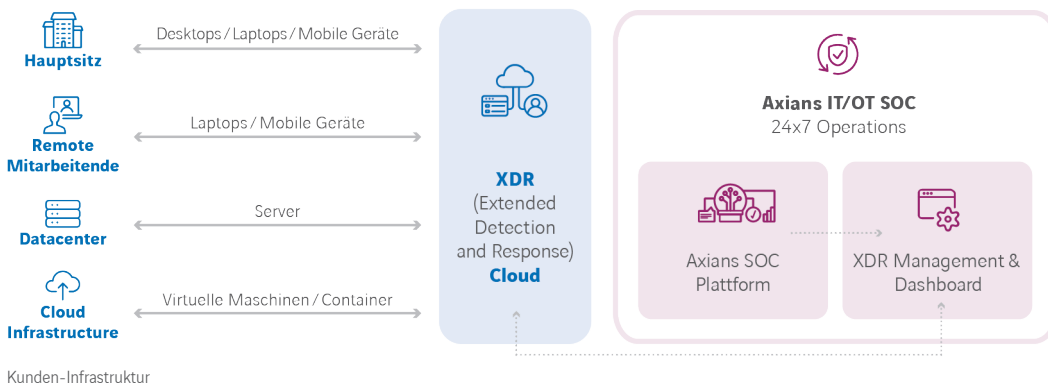 Hauptsitz
Desktops / Laptops / Mobile Geräte
Remote
Mitarbeitende
Laptops / Mobile Geräte
Datacenter
Server
Cloud
Infrastructure
Virtuelle Maschinen / Container
Kunden-Infrastruktur
XDR
(Extended
Detection
and Response)
Cloud
Axians IT/OT SOC
24x7 Operations
Axians SOC
Plattform
XDR Management &
Dashboard